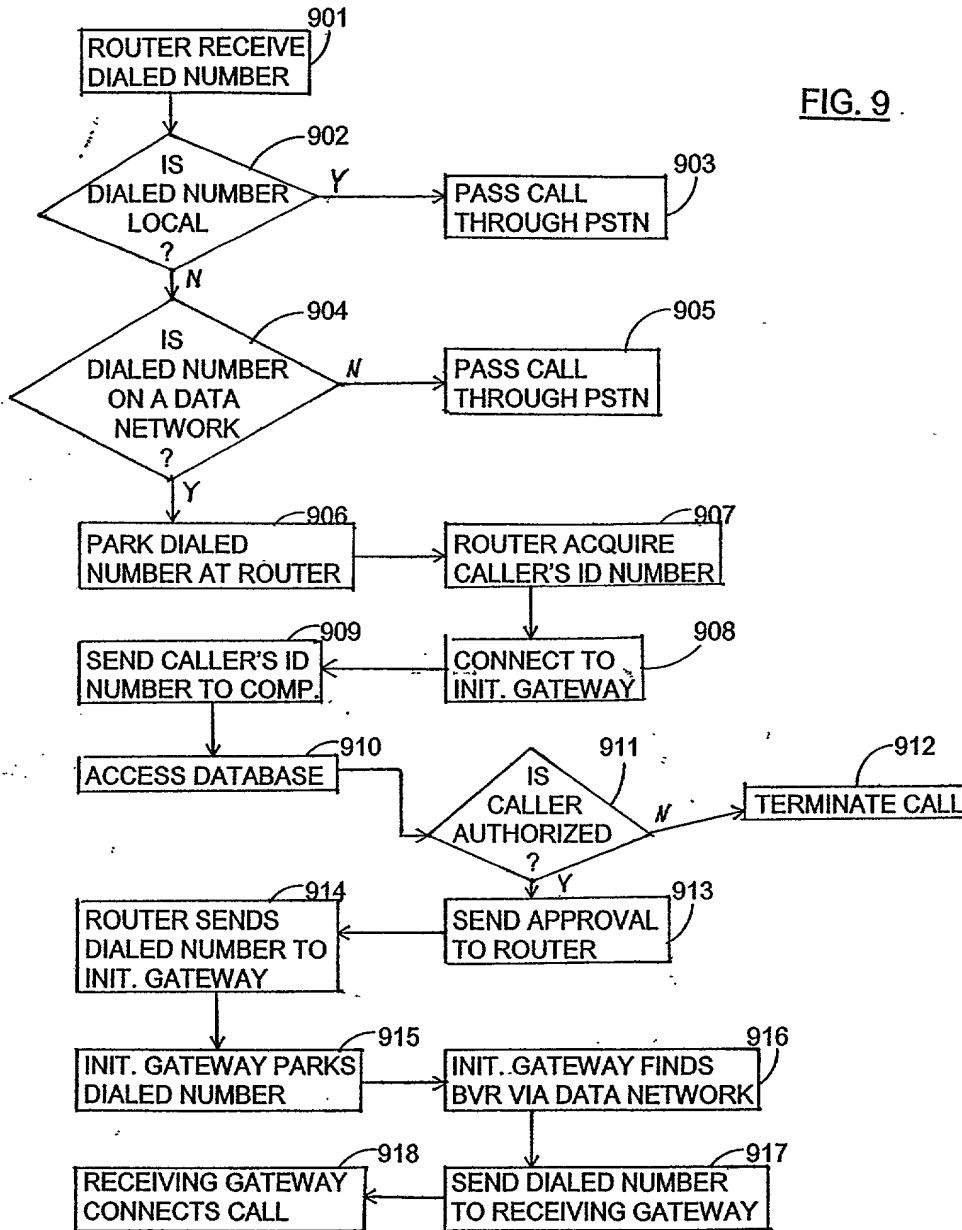 901
ROUTER RECEIVE
DIALED NUMBER
FIG. 9
902
IS
DIALED NUMBER
LOCAL
?
Y
903
PASS CALL
THROUGH PSTN
N
904
IS
DIALED NUMBER
ON A DATA
NETWORK
?
N
905
PASS CALL
THROUGH PSTN
Y
906
PARK DIALED
NUMBER AT ROUTER
907
ROUTER ACQUIRE
CALLER'S ID NUMBER
909
SEND CALLER'S ID
NUMBER TO COMP.
908
CONNECT TO
INIT. GATEWAY
910
ACCESS DATABASE
911
IS
CALLER
AUTHORIZED
?
N
912
TERMINATE CALL
Y
914
ROUTER SENDS
DIALED NUMBER TO
INIT. GATEWAY
913
SEND APPROVAL
TO ROUTER
915
INIT. GATEWAY PARKS
DIALED NUMBER
916
INIT. GATEWAY FINDS
BVR VIA DATA NETWORK
918
RECEIVING GATEWAY
CONNECTS CALL
917
SEND DIALED NUMBER
TO RECEIVING GATEWAY